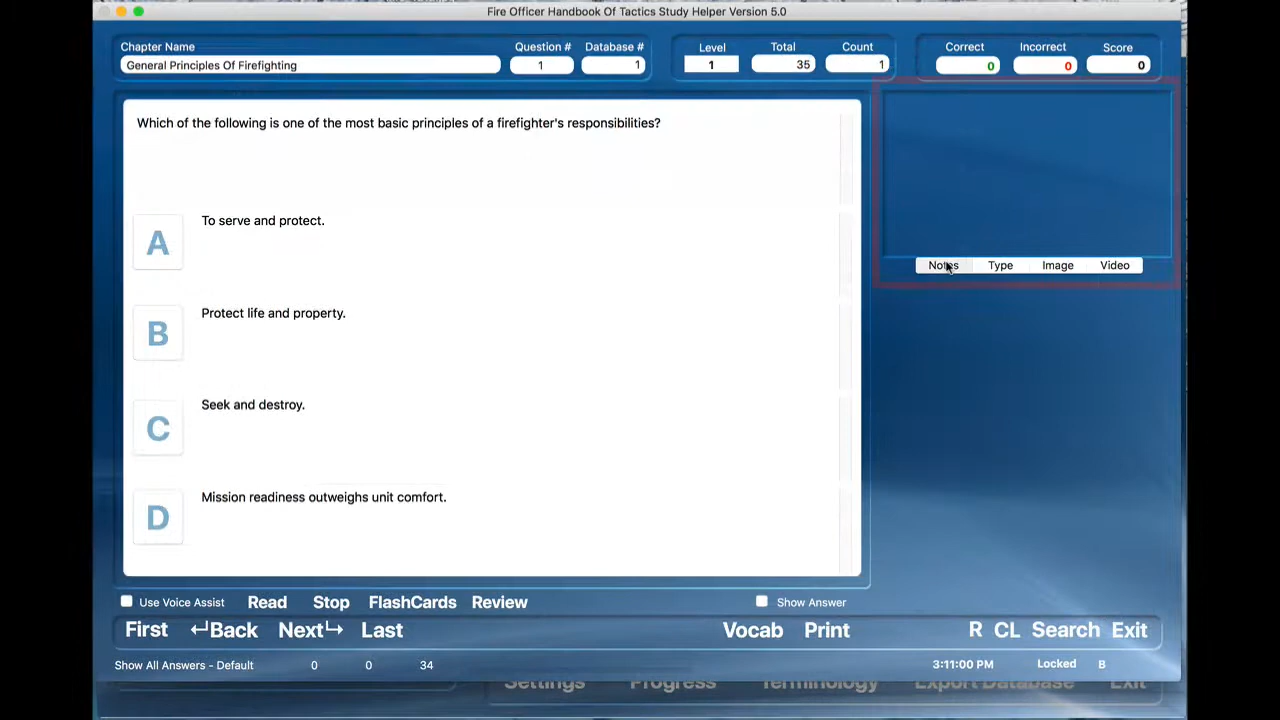 Fire Officer Handbook Of Tactics Study Helper Version 5.0
Chapter Name Question # Database # Level Total Count Correct Incorrect Score
General Principles Of Firefighting 1 1 1 35 1 0 0 0
Which of the following is one of the most basic principles of a firefighter's responsibilities?
A To serve and protect.
B Protect life and property.
C Seek and destroy.
D Mission readiness outweighs unit comfort.
Notes Type Image Video
Use Voice Assist Read Stop FlashCards Review Show Answer
First ↵Back Next↵ Last Vocab Print R CL Search Exit
Show All Answers - Default 0 0 34 3:11:00 PM Locked B
Settings Progress Terminology Export Database Exit